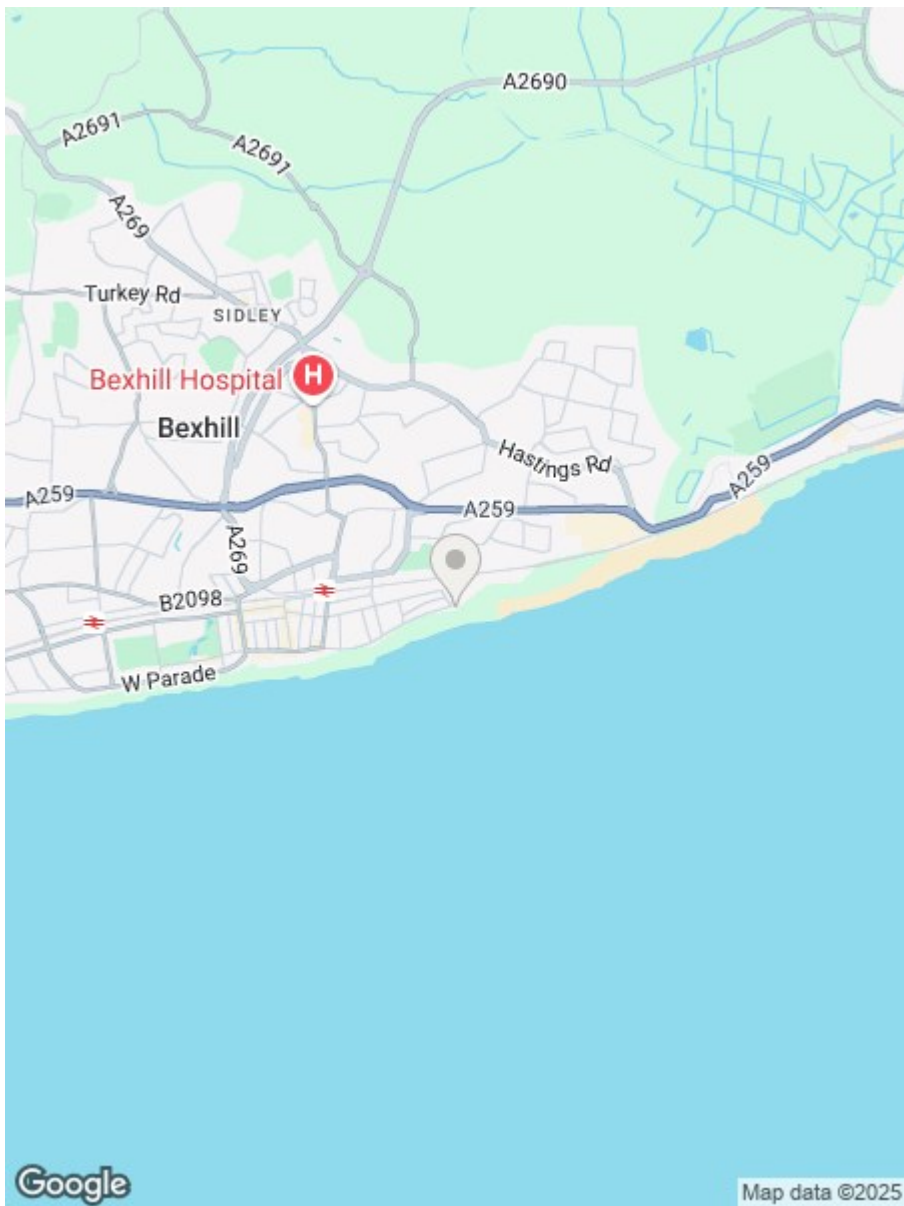 A2690
A2691
A2691
A269
Turkey Rd
SIDLEY
Bexhill Hospital
H
Bexhill
Hastings Rd
A259
A259
A259
A269
B2098
W Parade
Google
Map data ©2025